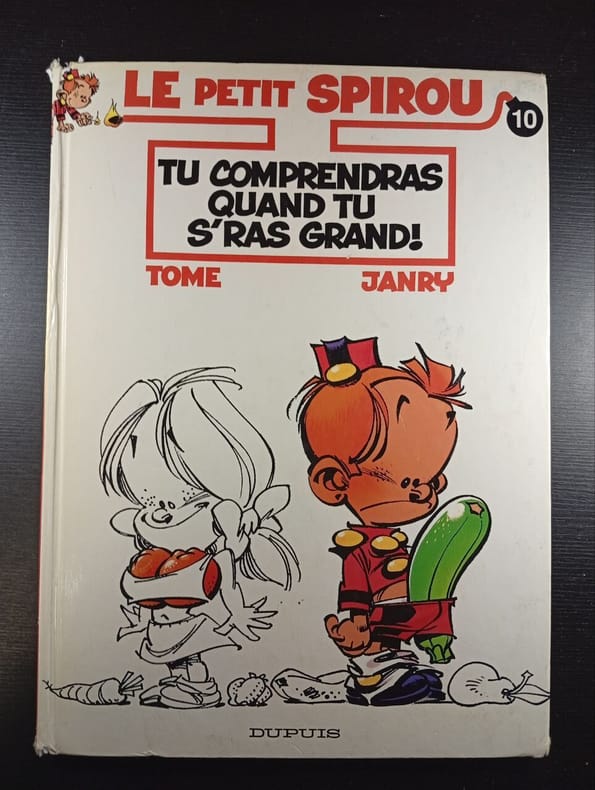 LE PETIT SPIROU
10
TU COMPRENDRAS
QUAND TU
S'RAS GRAND!
TOME JANRY
DUPUIS